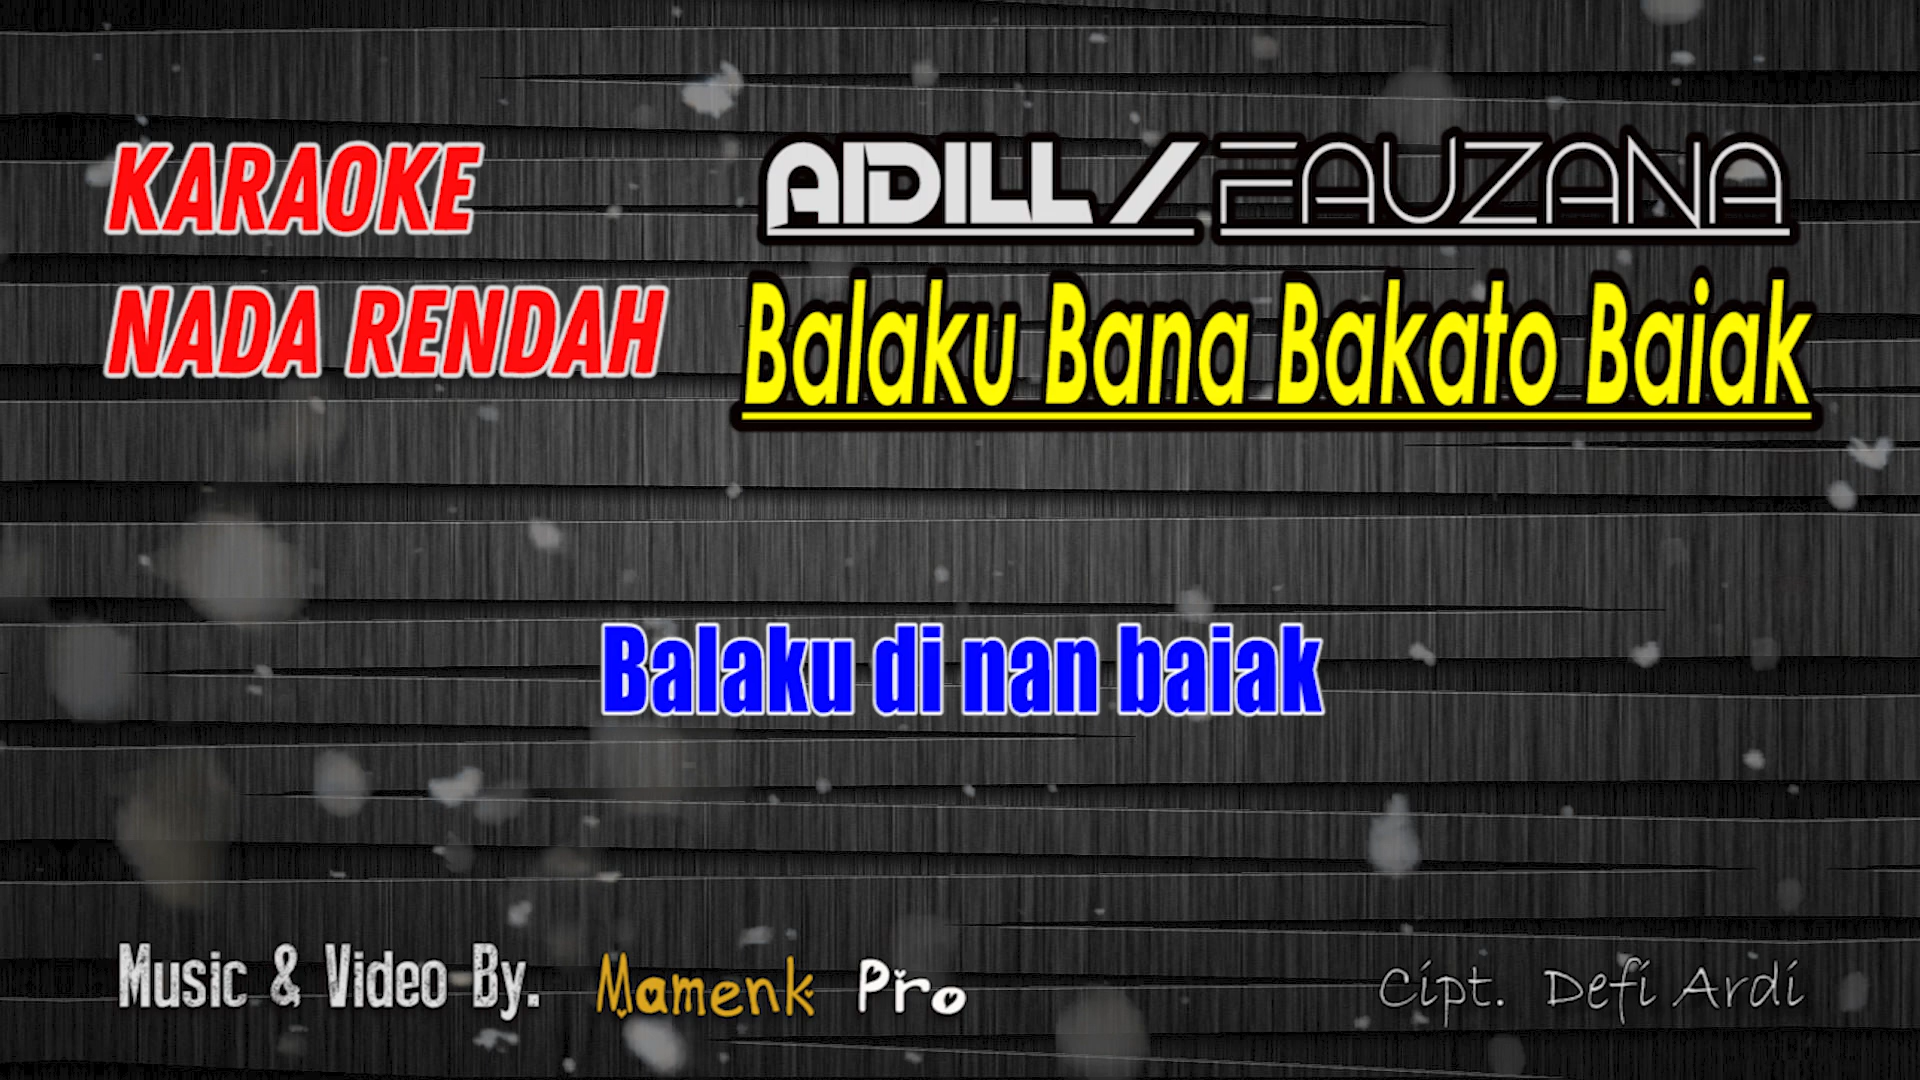 KARAOKE
NADA RENDAH
AIDILL / FAUZANA
Balaku Bana Bakato Baiak
Balaku di nan baiak
Music & Video By. Mamenk Pro
Cipt. Defi Ardi